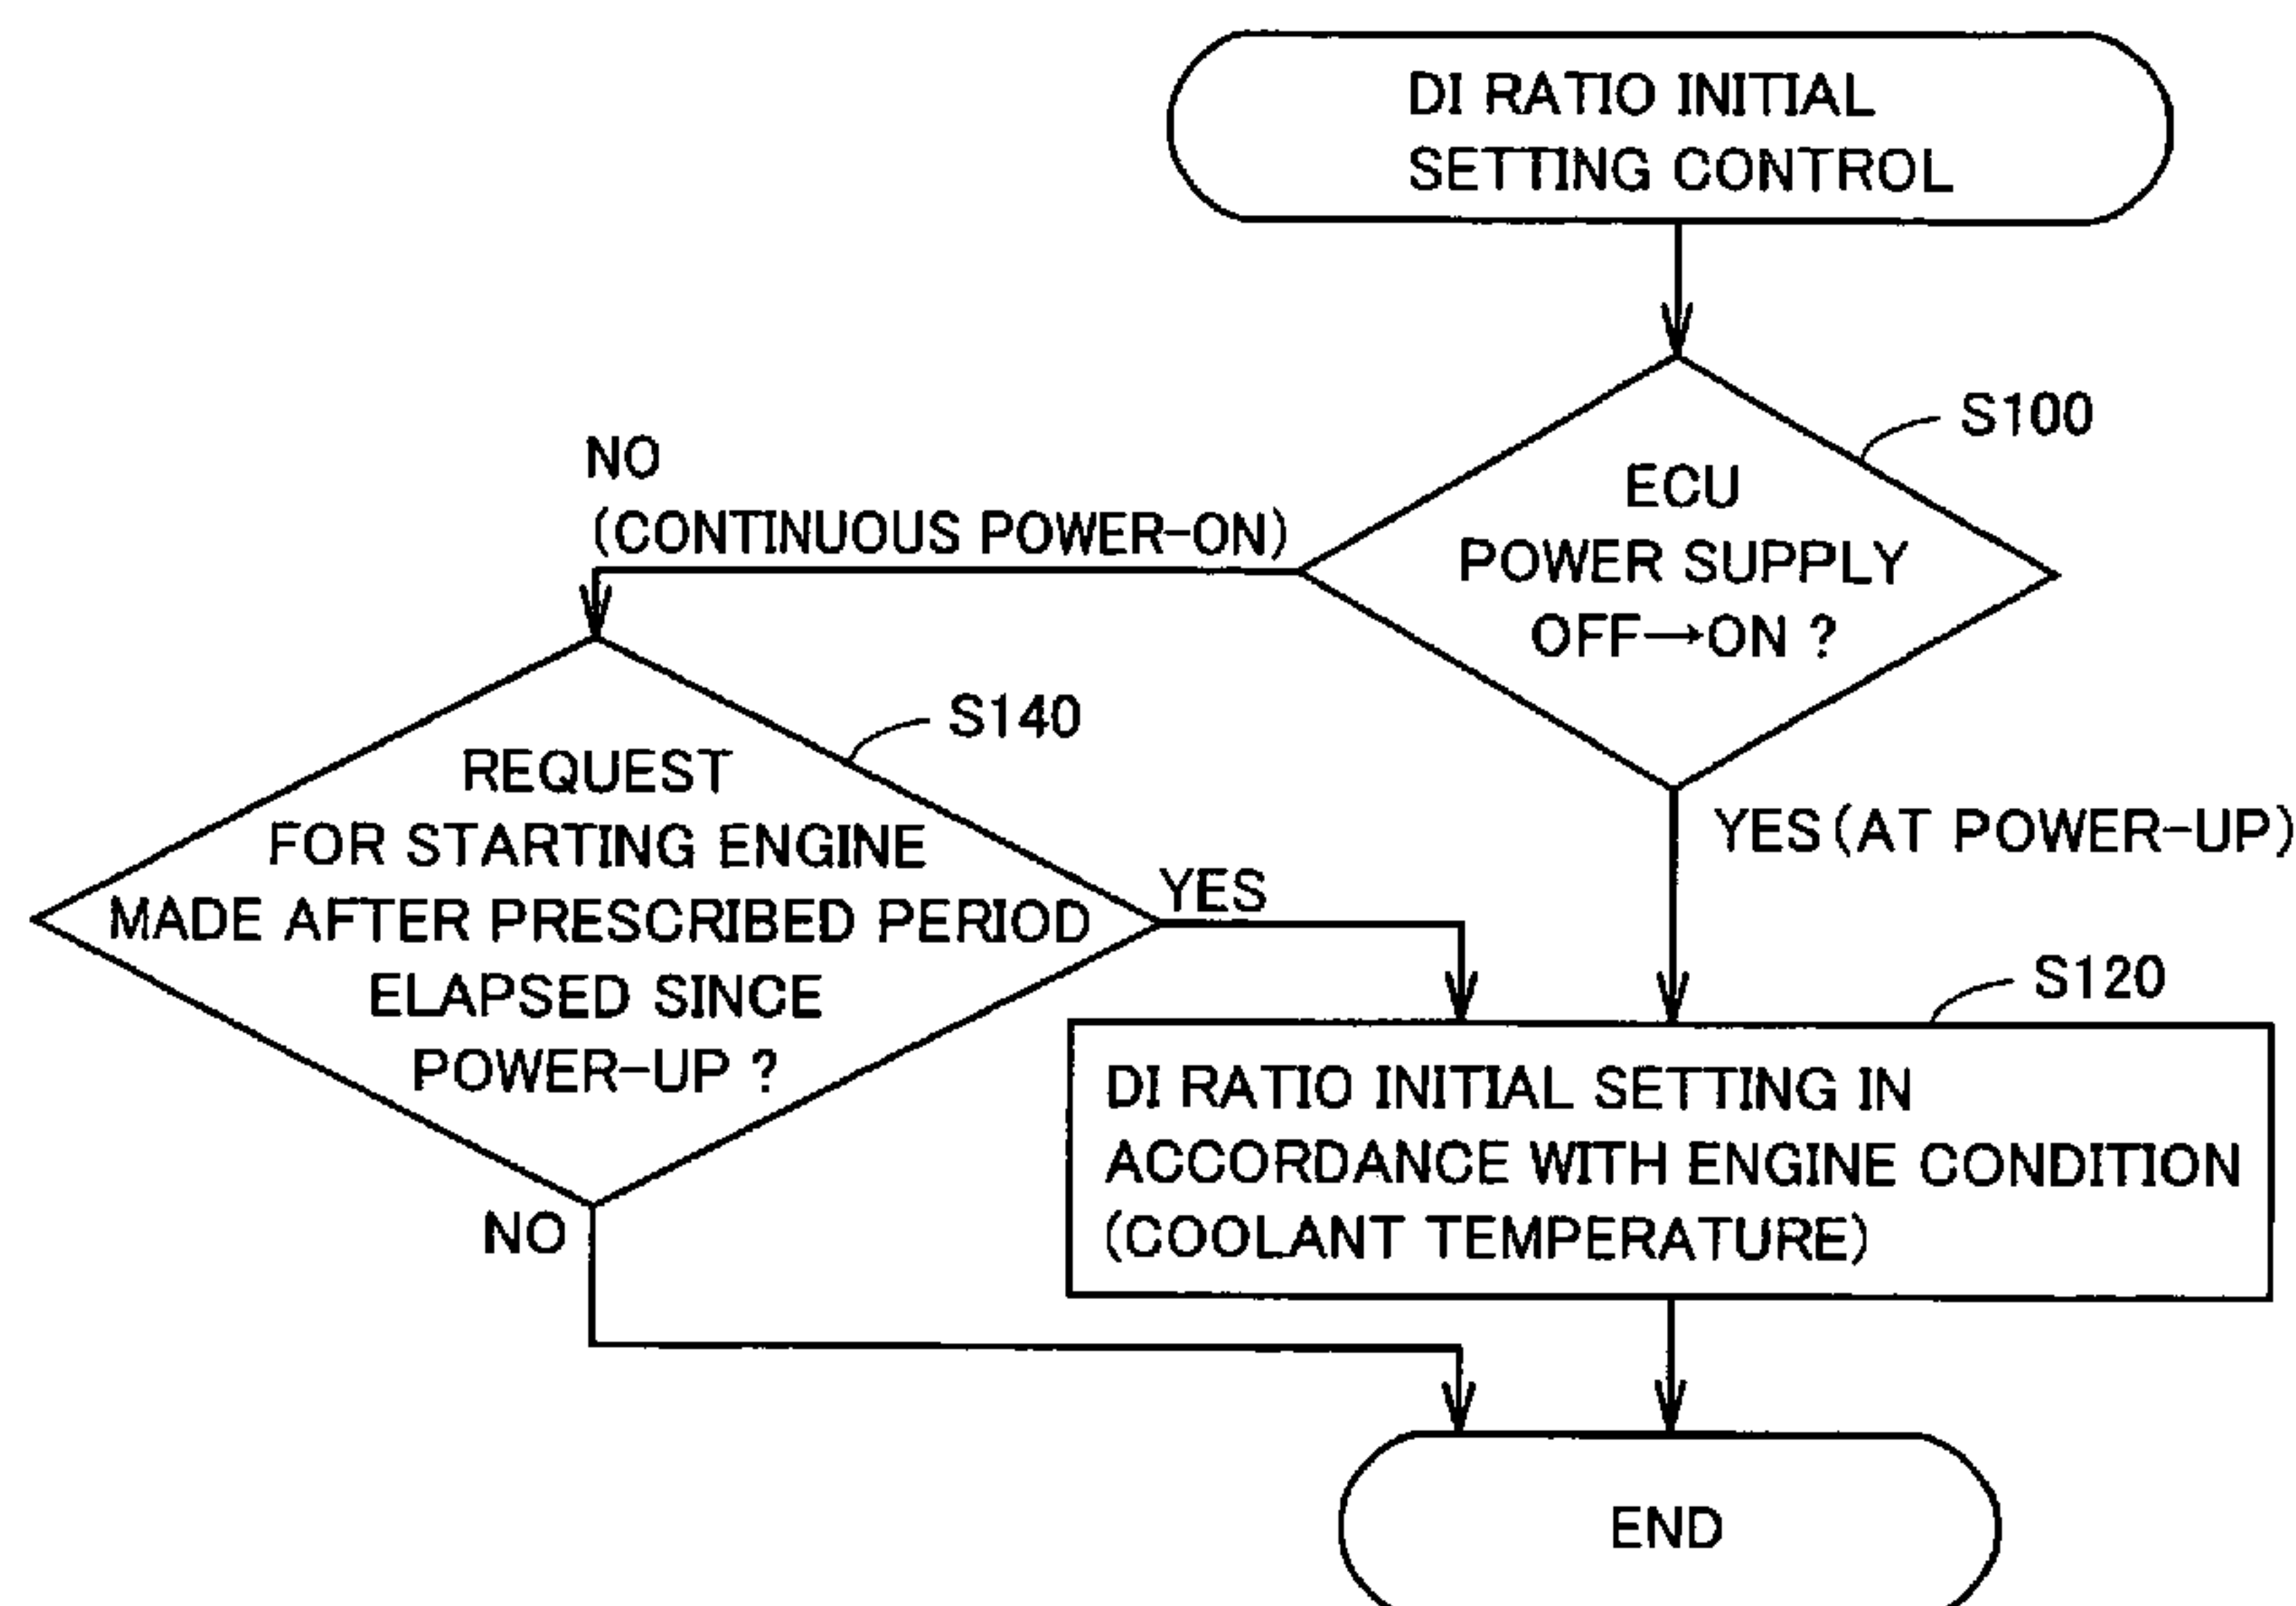 DI RATIO INITIAL
SETTING CONTROL
S100
ECU
POWER SUPPLY
OFF→ON ?
NO
(CONTINUOUS POWER-ON)
S140
REQUEST
FOR STARTING ENGINE
MADE AFTER PRESCRIBED PERIOD
ELAPSED SINCE
POWER-UP ?
YES
YES(AT POWER-UP)
S120
DI RATIO INITIAL SETTING IN
ACCORDANCE WITH ENGINE CONDITION
(COOLANT TEMPERATURE)
NO
END